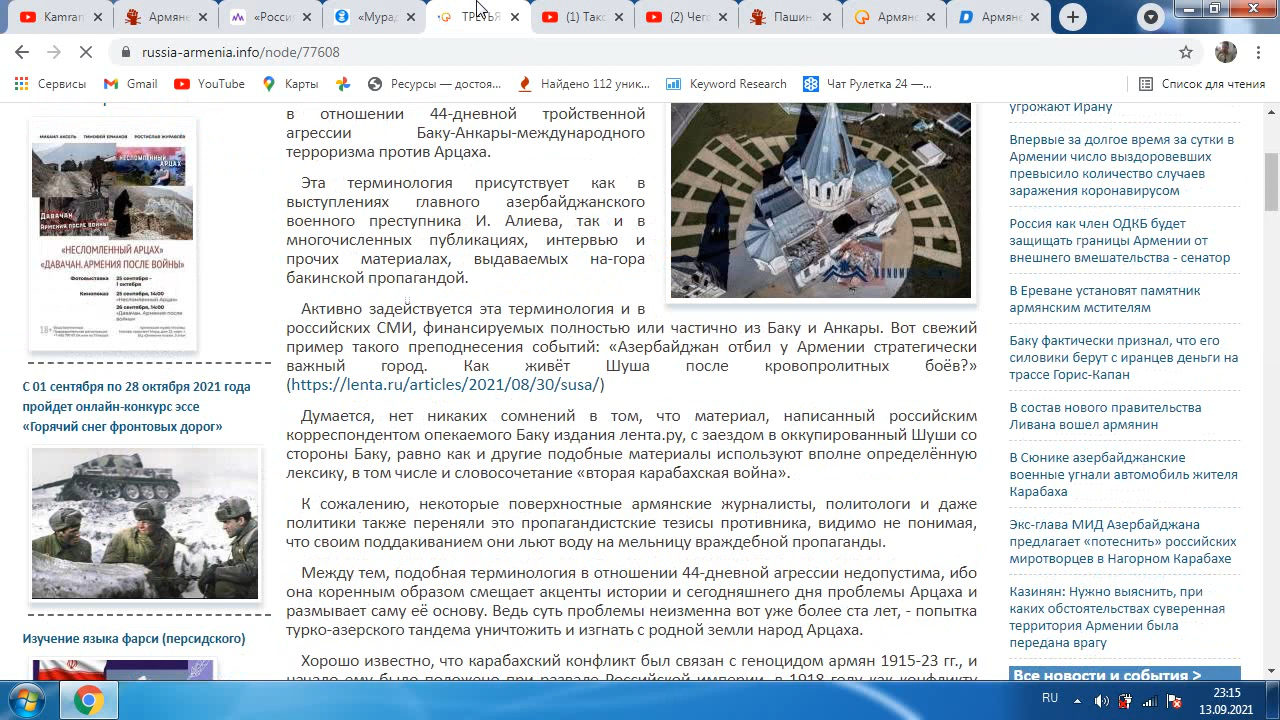 Kamran
Армяне
«Росси
«Мурад
ТРЕТЬЯ
(1) Такс
(2) Чего
Пашин
Армяне
Армяне
russia-armenia.info/node/77608
Сервисы
Gmail
YouTube
Карты
Ресурсы — достоя...
Найдено 112 уник...
Keyword Research
Чат Рулетка 24 —...
Список для чтения
МИХАИЛ АКСЕЛЬ ТИМОФЕЙ ЕРМАКОВ РОСТИСЛАВ ЖУРАВЛЁВ
НЕСЛОМЛЕННЫЙ
АРЦАХ
ДАВАЧАН.
АРМЕНИЯ ПОСЛЕ ВОЙНЫ
«НЕСЛОМЛЕННЫЙ АРЦАХ»
«ДАВАЧАН. АРМЕНИЯ ПОСЛЕ ВОЙНЫ»
Фотовыставка 25 сентября –
1 октября
Кинопоказ 25 сентября, 14:00
«Несломленный Арцах»
26 сентября, 14:00
«Давачан. Армения после
войны»
18+
С 01 сентября по 28 октября 2021 года
пройдет онлайн-конкурс эссе
«Горячий снег фронтовых дорог»
Изучение языка фарси (персидского)
в отношении 44-дневной тройственной
агрессии Баку-Анкары-международного
терроризма против Арцаха.
Эта терминология присутствует как в
выступлениях главного азербайджанского
военного преступника И. Алиева, так и в
многочисленных публикациях, интервью и
прочих материалах, выдаваемых на-гора
бакинской пропагандой.
Активно задействуется эта терминология и в
российских СМИ, финансируемых полностью или частично из Баку и Анкары. Вот свежий
пример такого преподнесения событий: «Азербайджан отбил у Армении стратегически
важный город. Как живёт Шуша после кровопролитных боёв?»
(https://lenta.ru/articles/2021/08/30/susa/)
Думается, нет никаких сомнений в том, что материал, написанный российским
корреспондентом опекаемого Баку издания лента.ру, с заездом в оккупированный Шуши со
стороны Баку, равно как и другие подобные материалы используют вполне определённую
лексику, в том числе и словосочетание «вторая карабахская война».
К сожалению, некоторые поверхностные армянские журналисты, политологи и даже
политики также переняли это пропагандистские тезисы противника, видимо не понимая,
что своим поддакиванием они льют воду на мельницу враждебной пропаганды.
Между тем, подобная терминология в отношении 44-дневной агрессии недопустима, ибо
она коренным образом смещает акценты истории и сегодняшнего дня проблемы Арцаха и
размывает саму её основу. Ведь суть проблемы неизменна вот уже более ста лет, - попытка
турко-азерского тандема уничтожить и изгнать с родной земли народ Арцаха.
Хорошо известно, что карабахский конфликт был связан с геноцидом армян 1915-23 гг., и
угрожают Ирану
Впервые за долгое время за сутки в
Армении число выздоровевших
превысило количество случаев
заражения коронавирусом
Россия как член ОДКБ будет
защищать границы Армении от
внешнего вмешательства - сенатор
В Ереване установят памятник
армянским мстителям
Баку фактически признал, что его
силовики берут с иранцев деньги на
трассе Горис-Капан
В состав нового правительства
Ливана вошел армянин
В Сюнике азербайджанские
военные угнали автомобиль жителя
Карабаха
Экс-глава МИД Азербайджана
предлагает «потеснить» российских
миротворцев в Нагорном Карабахе
Казинян: Нужно выяснить, при
каких обстоятельствах суверенная
территория Армении была
передана врагу
Все новости и события >
RU
23:15
13.09.2021